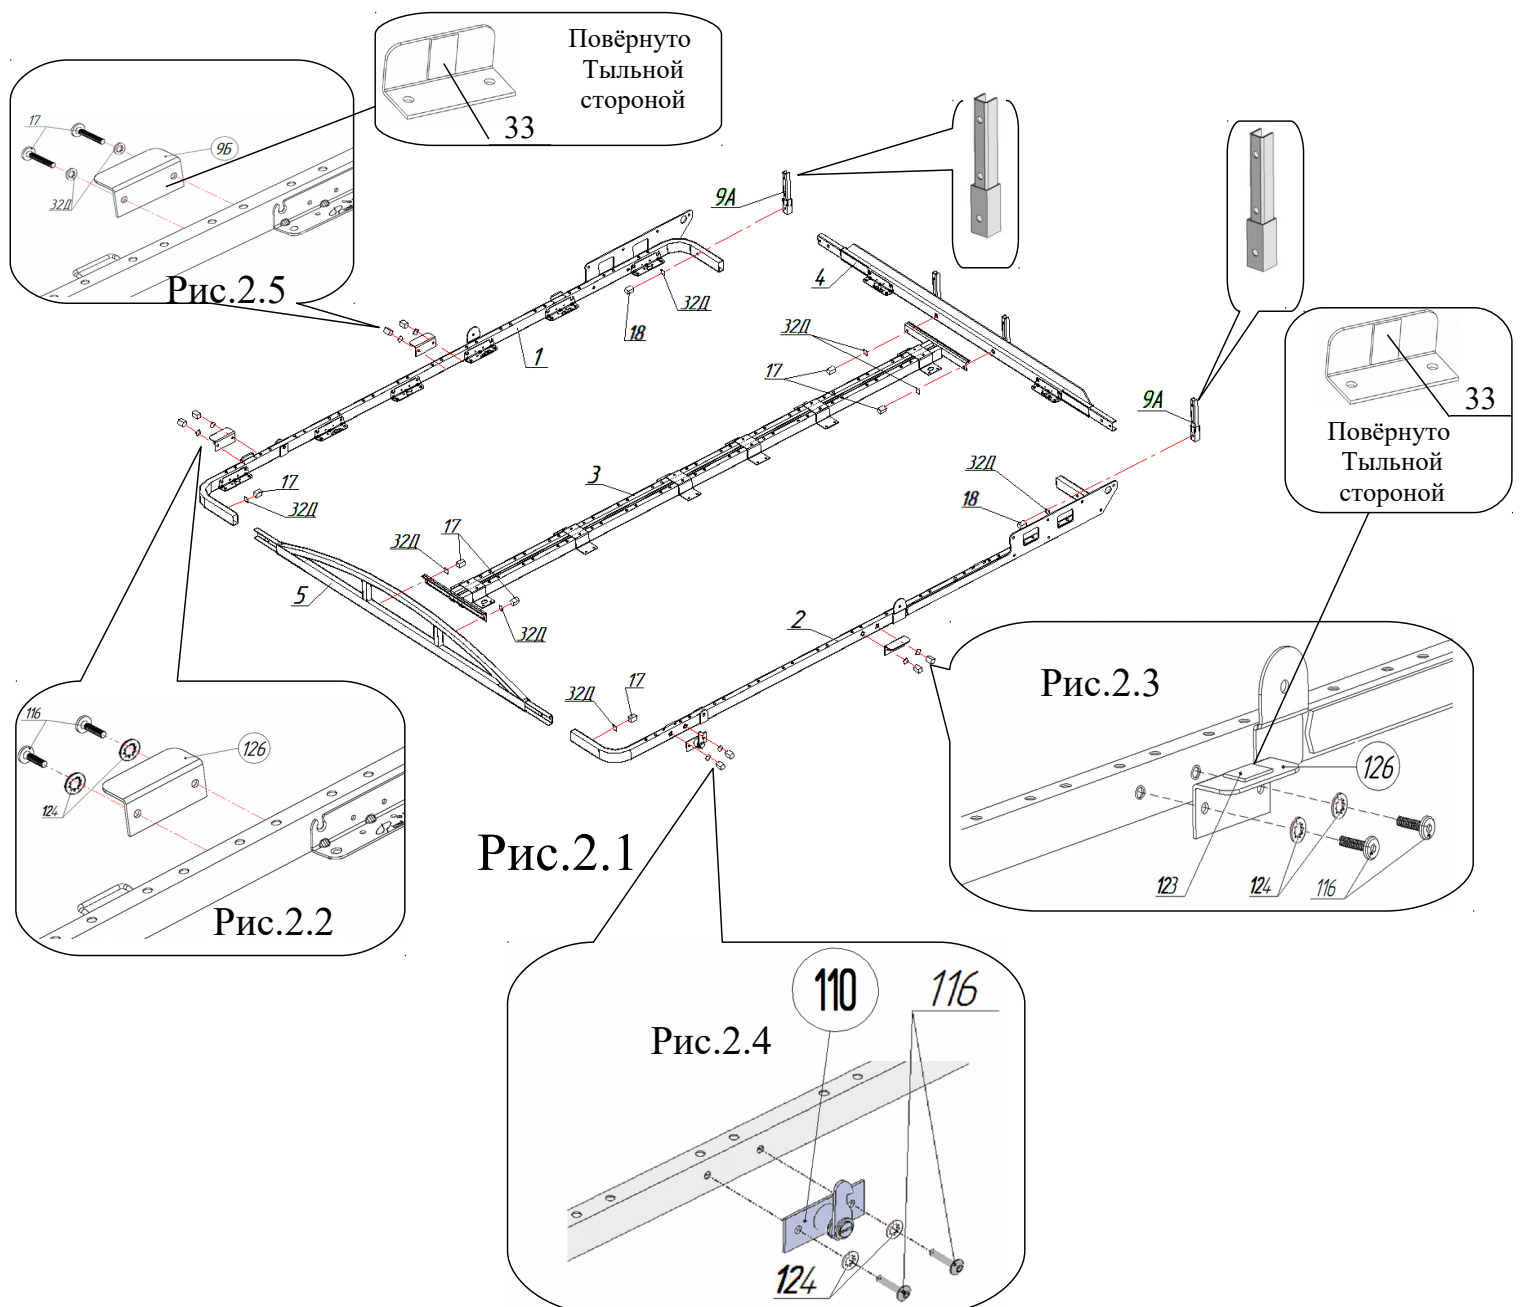 Повёрнуто
Тыльной
стороной
33
17
9Б
32Д
Рис.2.5
9А
4
32Д
18
1
32Д
17
9А
33
Повёрнуто
Тыльной
стороной
3
32Д
18
17
32Д
17
32Д
5
32Д
2
17
32Д
Рис.2.3
126
123
124
116
116
126
124
Рис.2.2
Рис.2.1
110
116
Рис.2.4
124